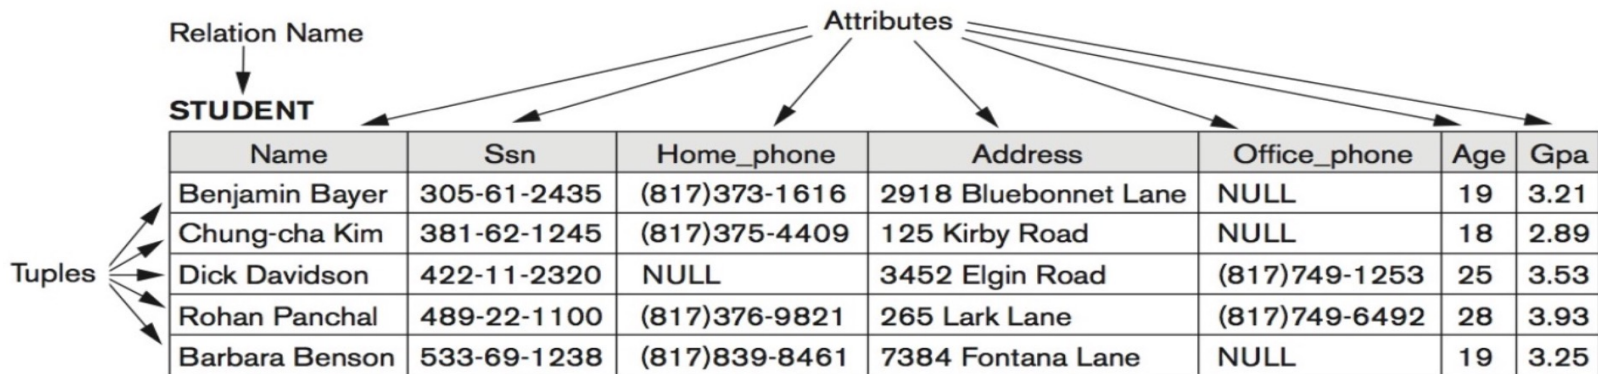 Attributes
Relation Name
STUDENT
Name Ssn Home_phone Address Office_phone Age Gpa
Benjamin Bayer 305-61-2435 (817)373-1616 2918 Bluebonnet Lane NULL 19 3.21
Chung-cha Kim 381-62-1245 (817)375-4409 125 Kirby Road NULL 18 2.89
Tuples Dick Davidson 422-11-2320 NULL 3452 Elgin Road (817)749-1253 25 3.53
Rohan Panchal 489-22-1100 (817)376-9821 265 Lark Lane (817)749-6492 28 3.93
Barbara Benson 533-69-1238 (817)839-8461 7384 Fontana Lane NULL 19 3.25